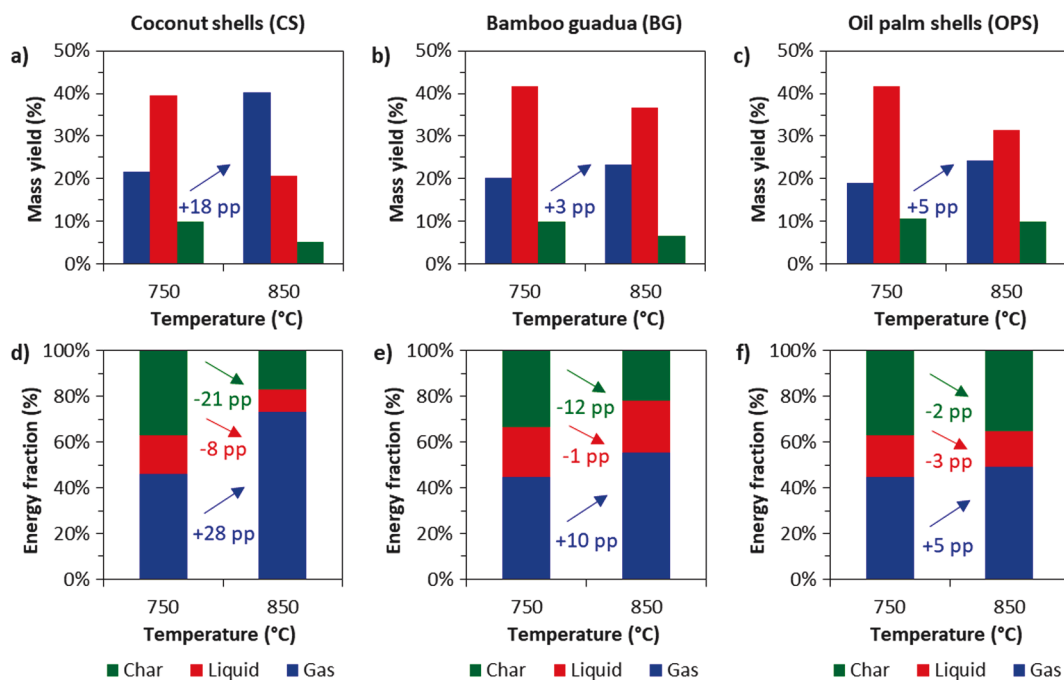 Coconut shells (CS)
Bamboo guadua (BG)
Oil palm shells (OPS)
a)
Mass yield (%)
50%
40%
30%
20%
10%
0%
+18 pp
750
850
Temperature (°C)
b)
Mass yield (%)
50%
40%
30%
20%
10%
0%
+3 pp
750
850
Temperature (°C)
c)
Mass yield (%)
50%
40%
30%
20%
10%
0%
+5 pp
750
850
Temperature (°C)
d)
Energy fraction (%)
100%
80%
60%
40%
20%
0%
-21 pp
-8 pp
+28 pp
750
850
Temperature (°C)
Char Liquid Gas
e)
Energy fraction (%)
100%
80%
60%
40%
20%
0%
-12 pp
-1 pp
+10 pp
750
850
Temperature (°C)
Char Liquid Gas
f)
Energy fraction (%)
100%
80%
60%
40%
20%
0%
-2 pp
-3 pp
+5 pp
750
850
Temperature (°C)
Char Liquid Gas